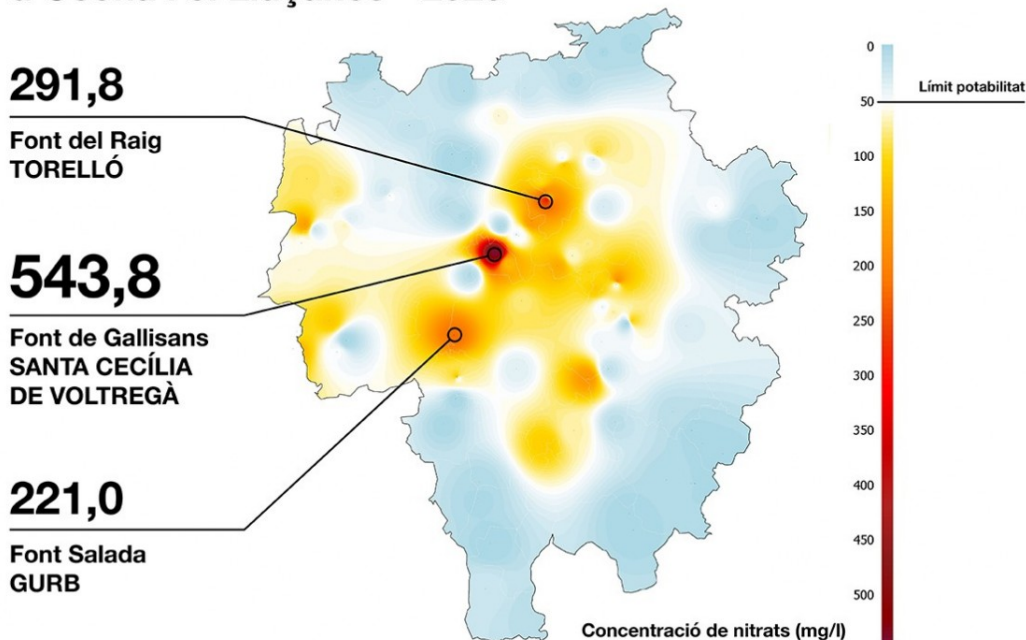 291,8
Font del Raig
TORELLÓ
543,8
Font de Gallisans
SANTA CECÍLIA
DE VOLTREGÀ
221,0
Font Salada
GURB
0
Límit potabilitat
50
100
150
200
250
300
350
400
450
500
Concentració de nitrats (mg/l)